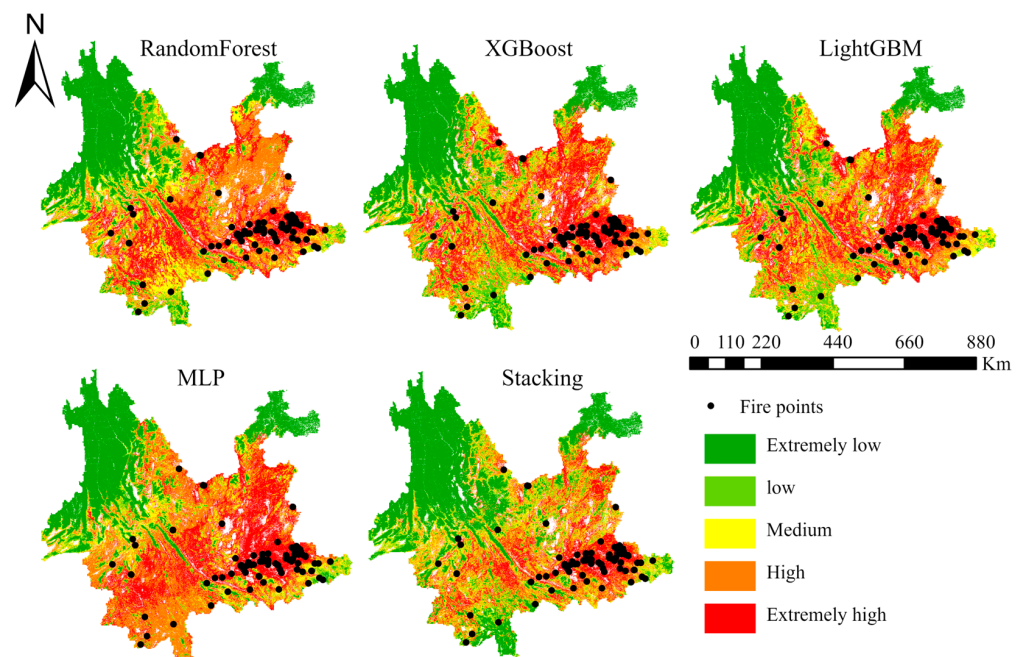 N
RandomForest
XGBoost
LightGBM
MLP
Stacking
0 110 220 440 660 880
Km
Fire points
Extremely low
low
Medium
High
Extremely high